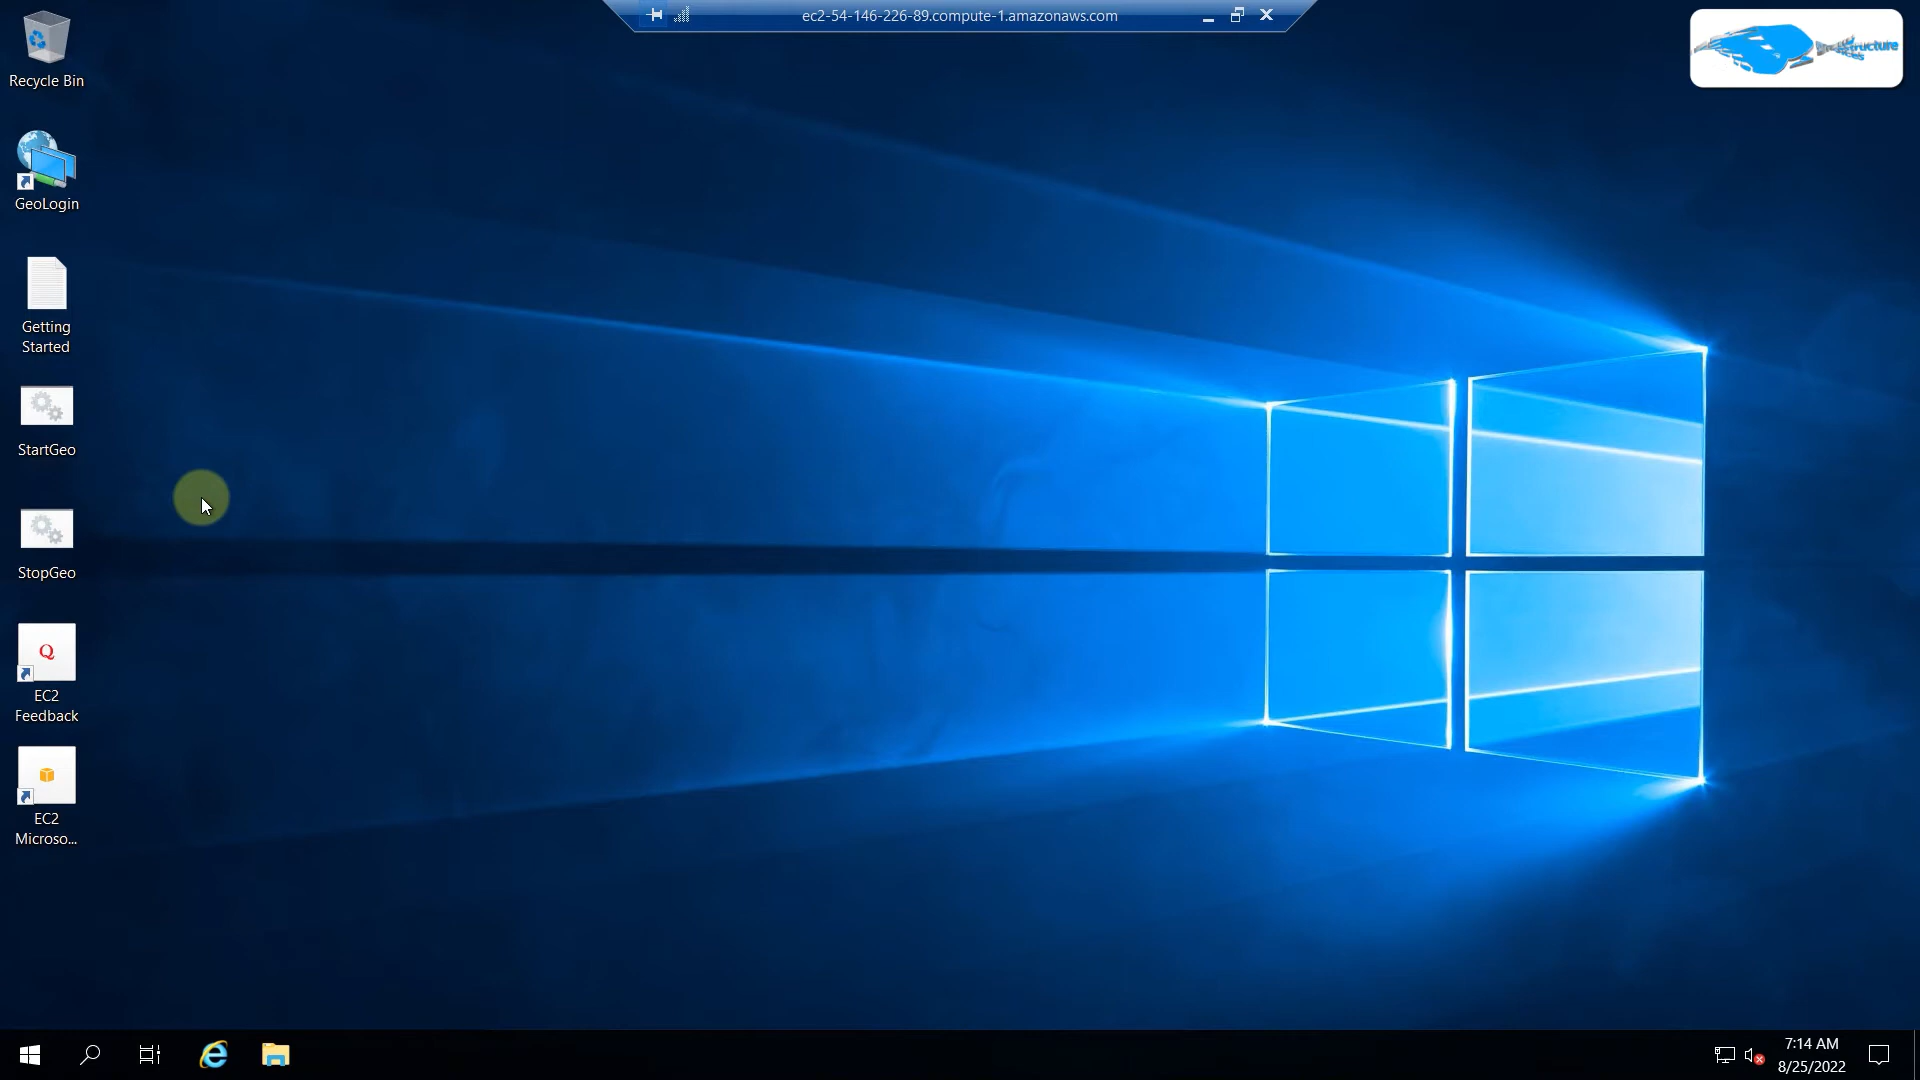 ec2-54-146-226-89.compute-1.amazonaws.com
Recycle Bin
GeoLogin
Getting
Started
StartGeo
StopGeo
Q
EC2
Feedback
EC2
Microso...
7:14 AM
8/25/2022